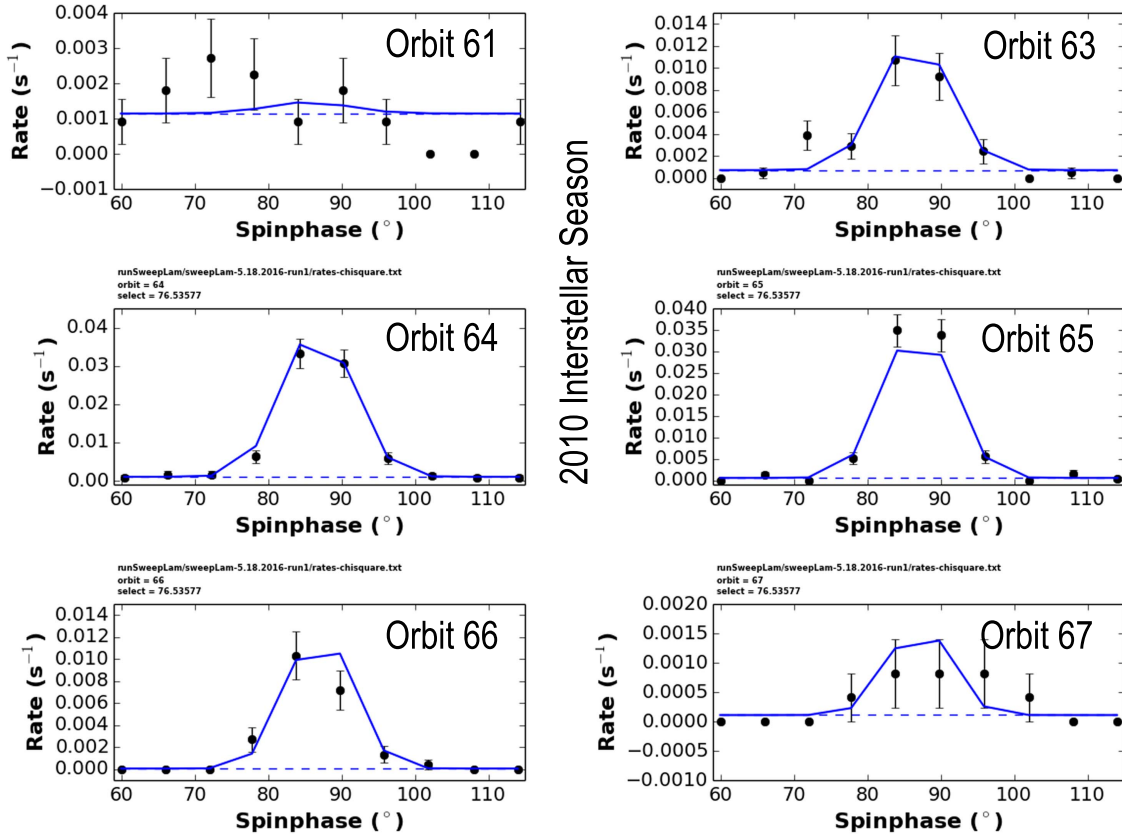 Orbit 61
Rate (s⁻¹)
0.004
0.003
0.002
0.001
0.000
−0.001
60 70 80 90 100 110
Spinphase (°)
Orbit 63
Rate (s⁻¹)
0.014
0.012
0.010
0.008
0.006
0.004
0.002
0.000
60 70 80 90 100 110
Spinphase (°)
2010 Interstellar Season
runSweepLam/sweepLam-5.18.2016-run1/rates-chisquare.txt
orbit = 64
select = 76.53577
Orbit 64
Rate (s⁻¹)
0.04
0.03
0.02
0.01
0.00
60 70 80 90 100 110
Spinphase (°)
runSweepLam/sweepLam-5.18.2016-run1/rates-chisquare.txt
orbit = 65
select = 76.53577
Orbit 65
Rate (s⁻¹)
0.040
0.035
0.030
0.025
0.020
0.015
0.010
0.005
0.000
60 70 80 90 100 110
Spinphase (°)
runSweepLam/sweepLam-5.18.2016-run1/rates-chisquare.txt
orbit = 66
select = 76.53577
Orbit 66
Rate (s⁻¹)
0.014
0.012
0.010
0.008
0.006
0.004
0.002
0.000
60 70 80 90 100 110
Spinphase (°)
runSweepLam/sweepLam-5.18.2016-run1/rates-chisquare.txt
orbit = 67
select = 76.53577
Orbit 67
Rate (s⁻¹)
0.0020
0.0015
0.0010
0.0005
0.0000
−0.0005
−0.0010
60 70 80 90 100 110
Spinphase (°)